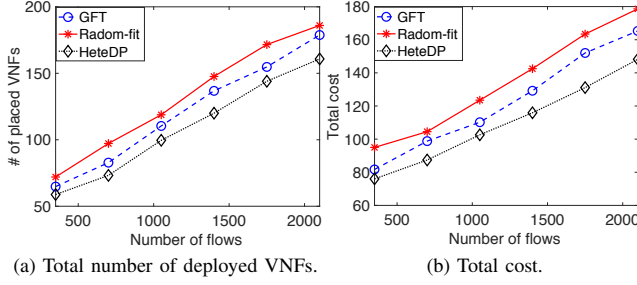 200
150
100
50
# of placed VNFs
GFT
Radom-fit
HeteDP
500 1000 1500 2000
Number of flows
(a) Total number of deployed VNFs.
180
160
140
120
100
80
60
Total cost
GFT
Radom-fit
HeteDP
500 1000 1500 2000
Number of flows
(b) Total cost.